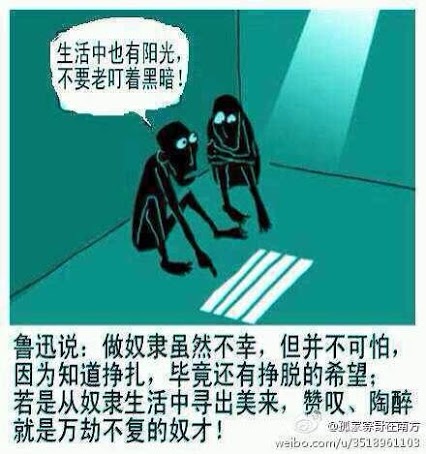 生活中也有阳光,
不要老叮着黑暗!
鲁迅说:做奴隶虽然不幸,但并不可怕,
因为知道挣扎,毕竟还有挣脱的希望;
若是从奴隶生活中寻出美来,赞叹、陶醉
就是万劫不复的奴才!
weibo.com/u/3518961103